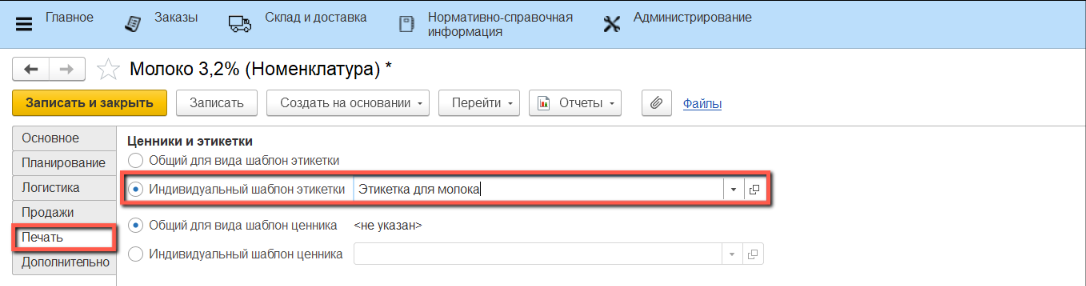 Главное
Заказы
Склад и доставка
Нормативно-справочная
информация
Администрирование
Молоко 3,2% (Номенклатура) *
Записать и закрыть
Записать
Создать на основании
Перейти
Отчеты
Файлы
Основное
Планирование
Логистика
Продажи
Печать
Дополнительно
Ценники и этикетки
Общий для вида шаблон этикетки
Индивидуальный шаблон этикетки Этикетка для молока
Общий для вида шаблон ценника <не указан>
Индивидуальный шаблон ценника